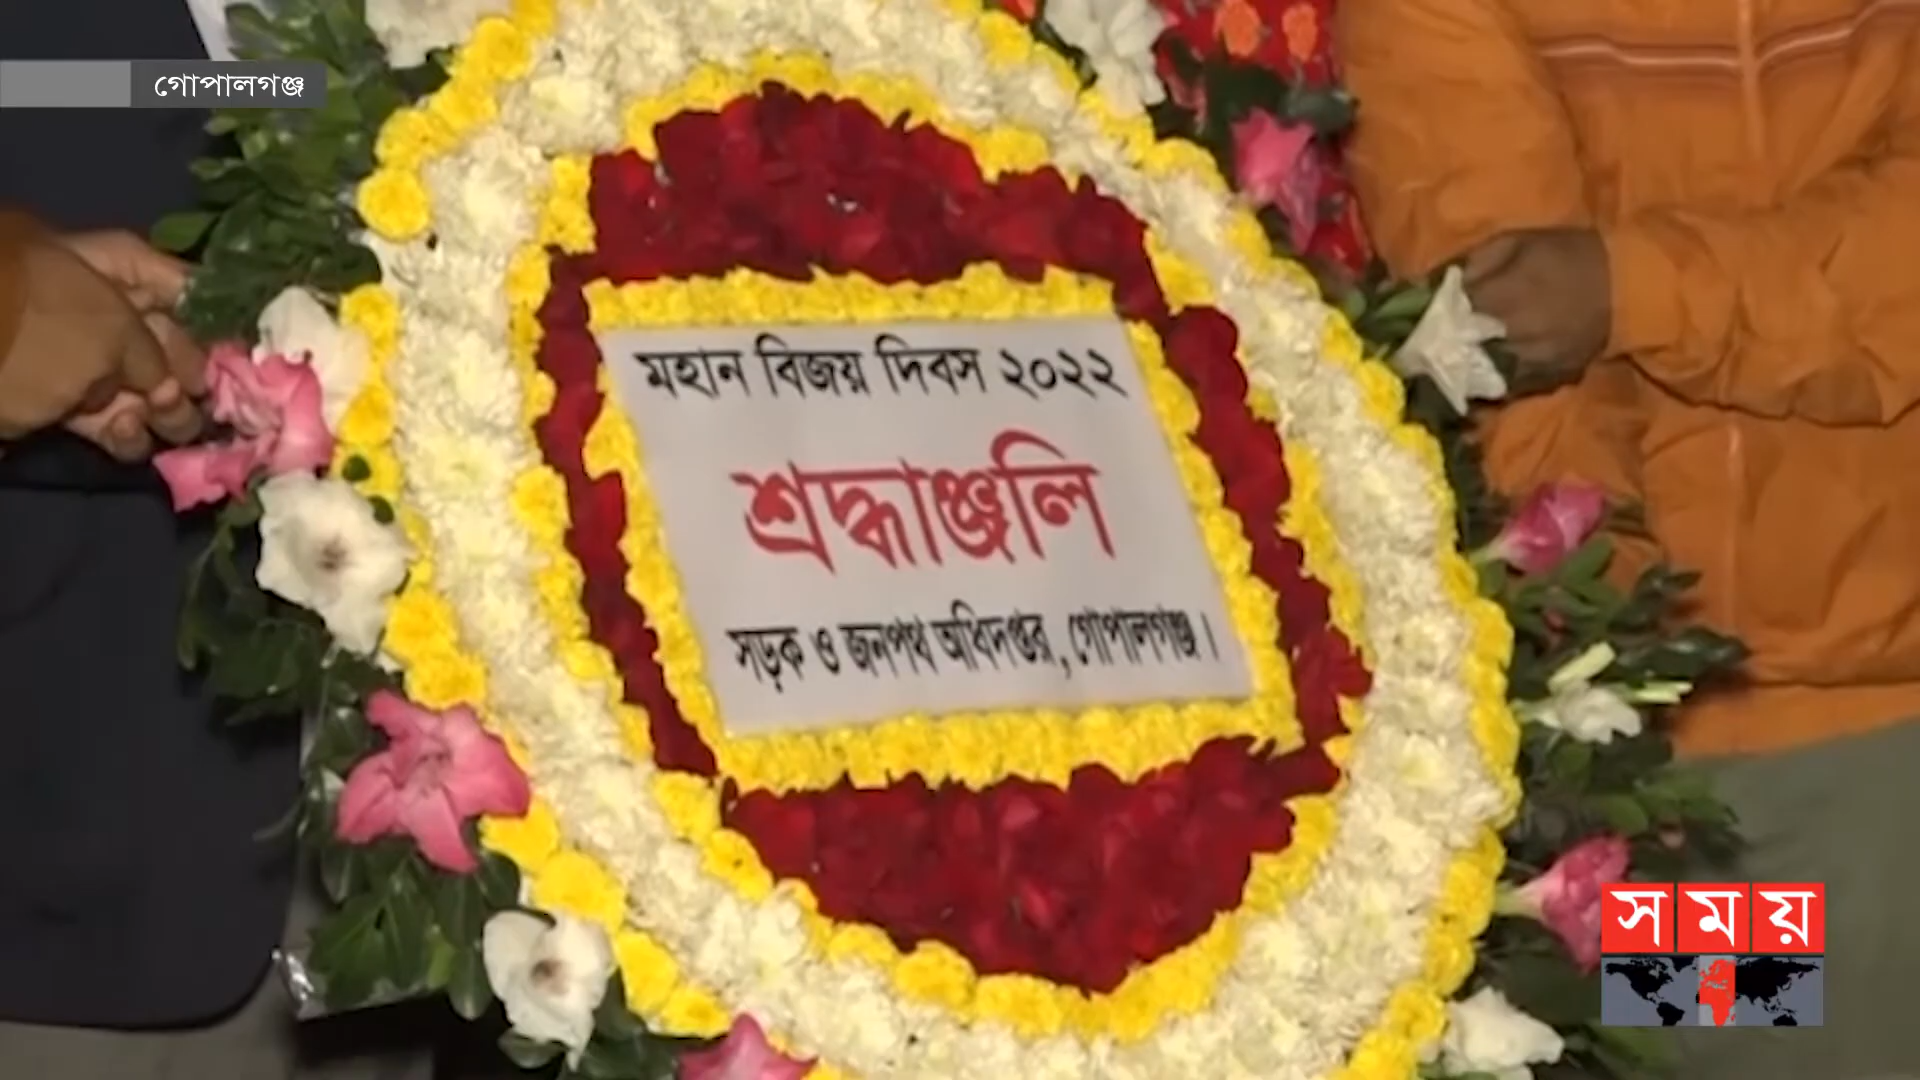 গোপালগঞ্জ
মহান বিজয় দিবস ২০২২
শ্রদ্ধাঞ্জলি
সড়ক ও জনপথ অধিদপ্তর, গোপালগঞ্জ।
সময়